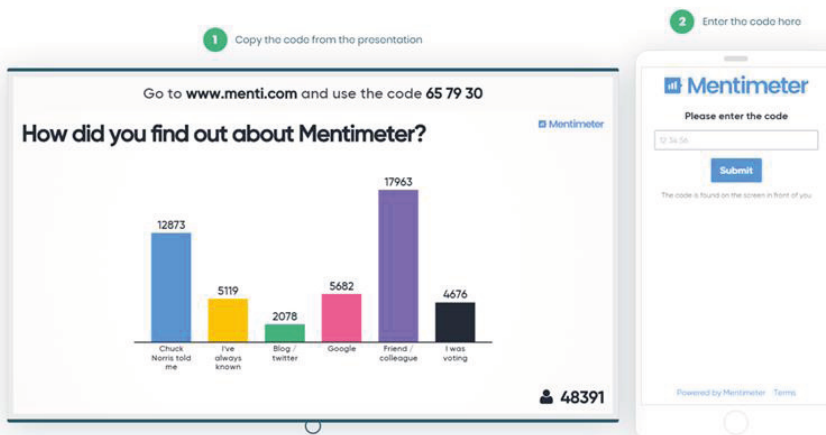 1 Copy the code from the presentation
Go to www.menti.com and use the code 65 79 30
How did you find out about Mentimeter?
Mentimeter
12873
5119
2078
5682
17963
4676
Chuck
Norris told
me
I've
always
known
Blog /
twitter
Google
Friend /
colleague
I was
voting
48391
2 Enter the code here
Mentimeter
Please enter the code
12 34 56
Submit
The code is found on the screen in front of you
Powered by Mentimeter Terms